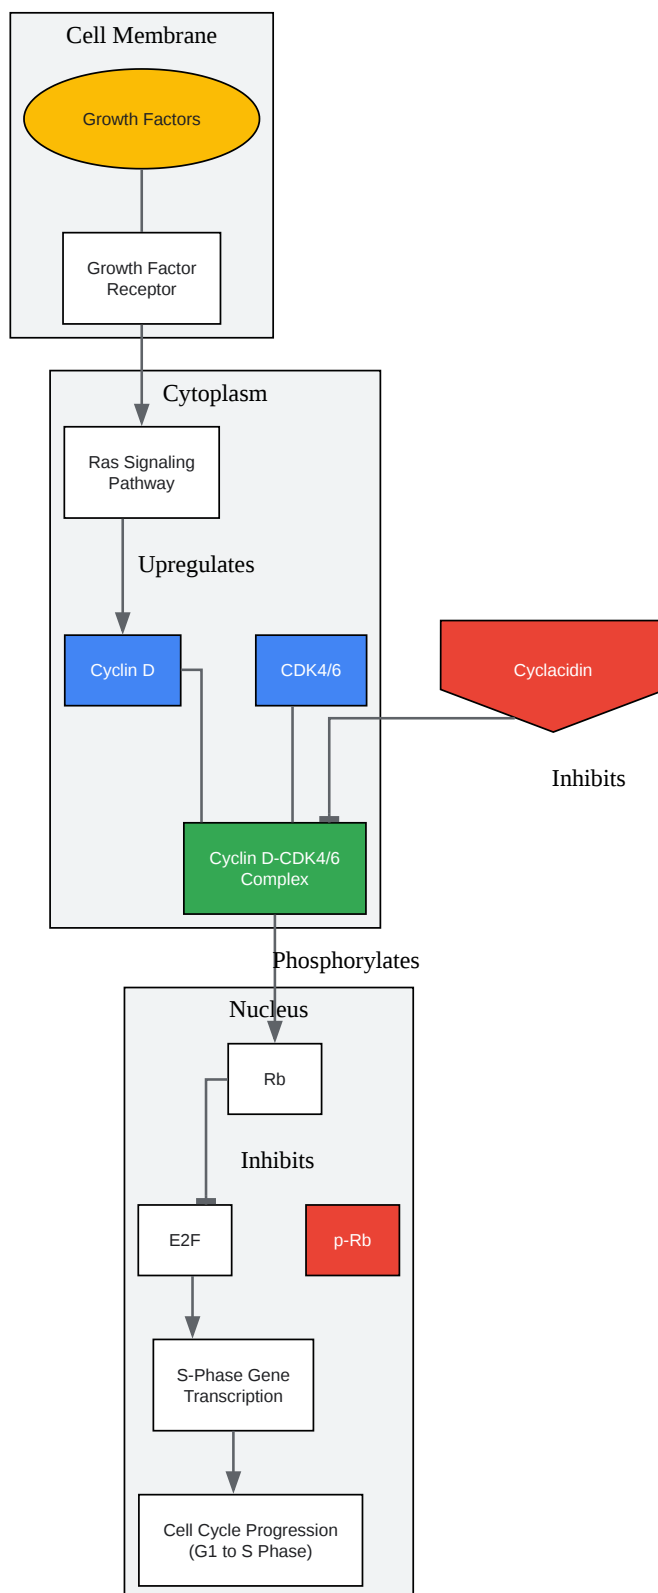 Cell Membrane
Growth Factors
Growth Factor
Receptor
Cytoplasm
Ras Signaling
Pathway
Upregulates
Cyclin D
CDK4/6
Cyclacidin
Inhibits
Cyclin D-CDK4/6
Complex
Phosphorylates
Nucleus
Rb
Inhibits
E2F
p-Rb
S-Phase Gene
Transcription
Cell Cycle Progression
(G1 to S Phase)